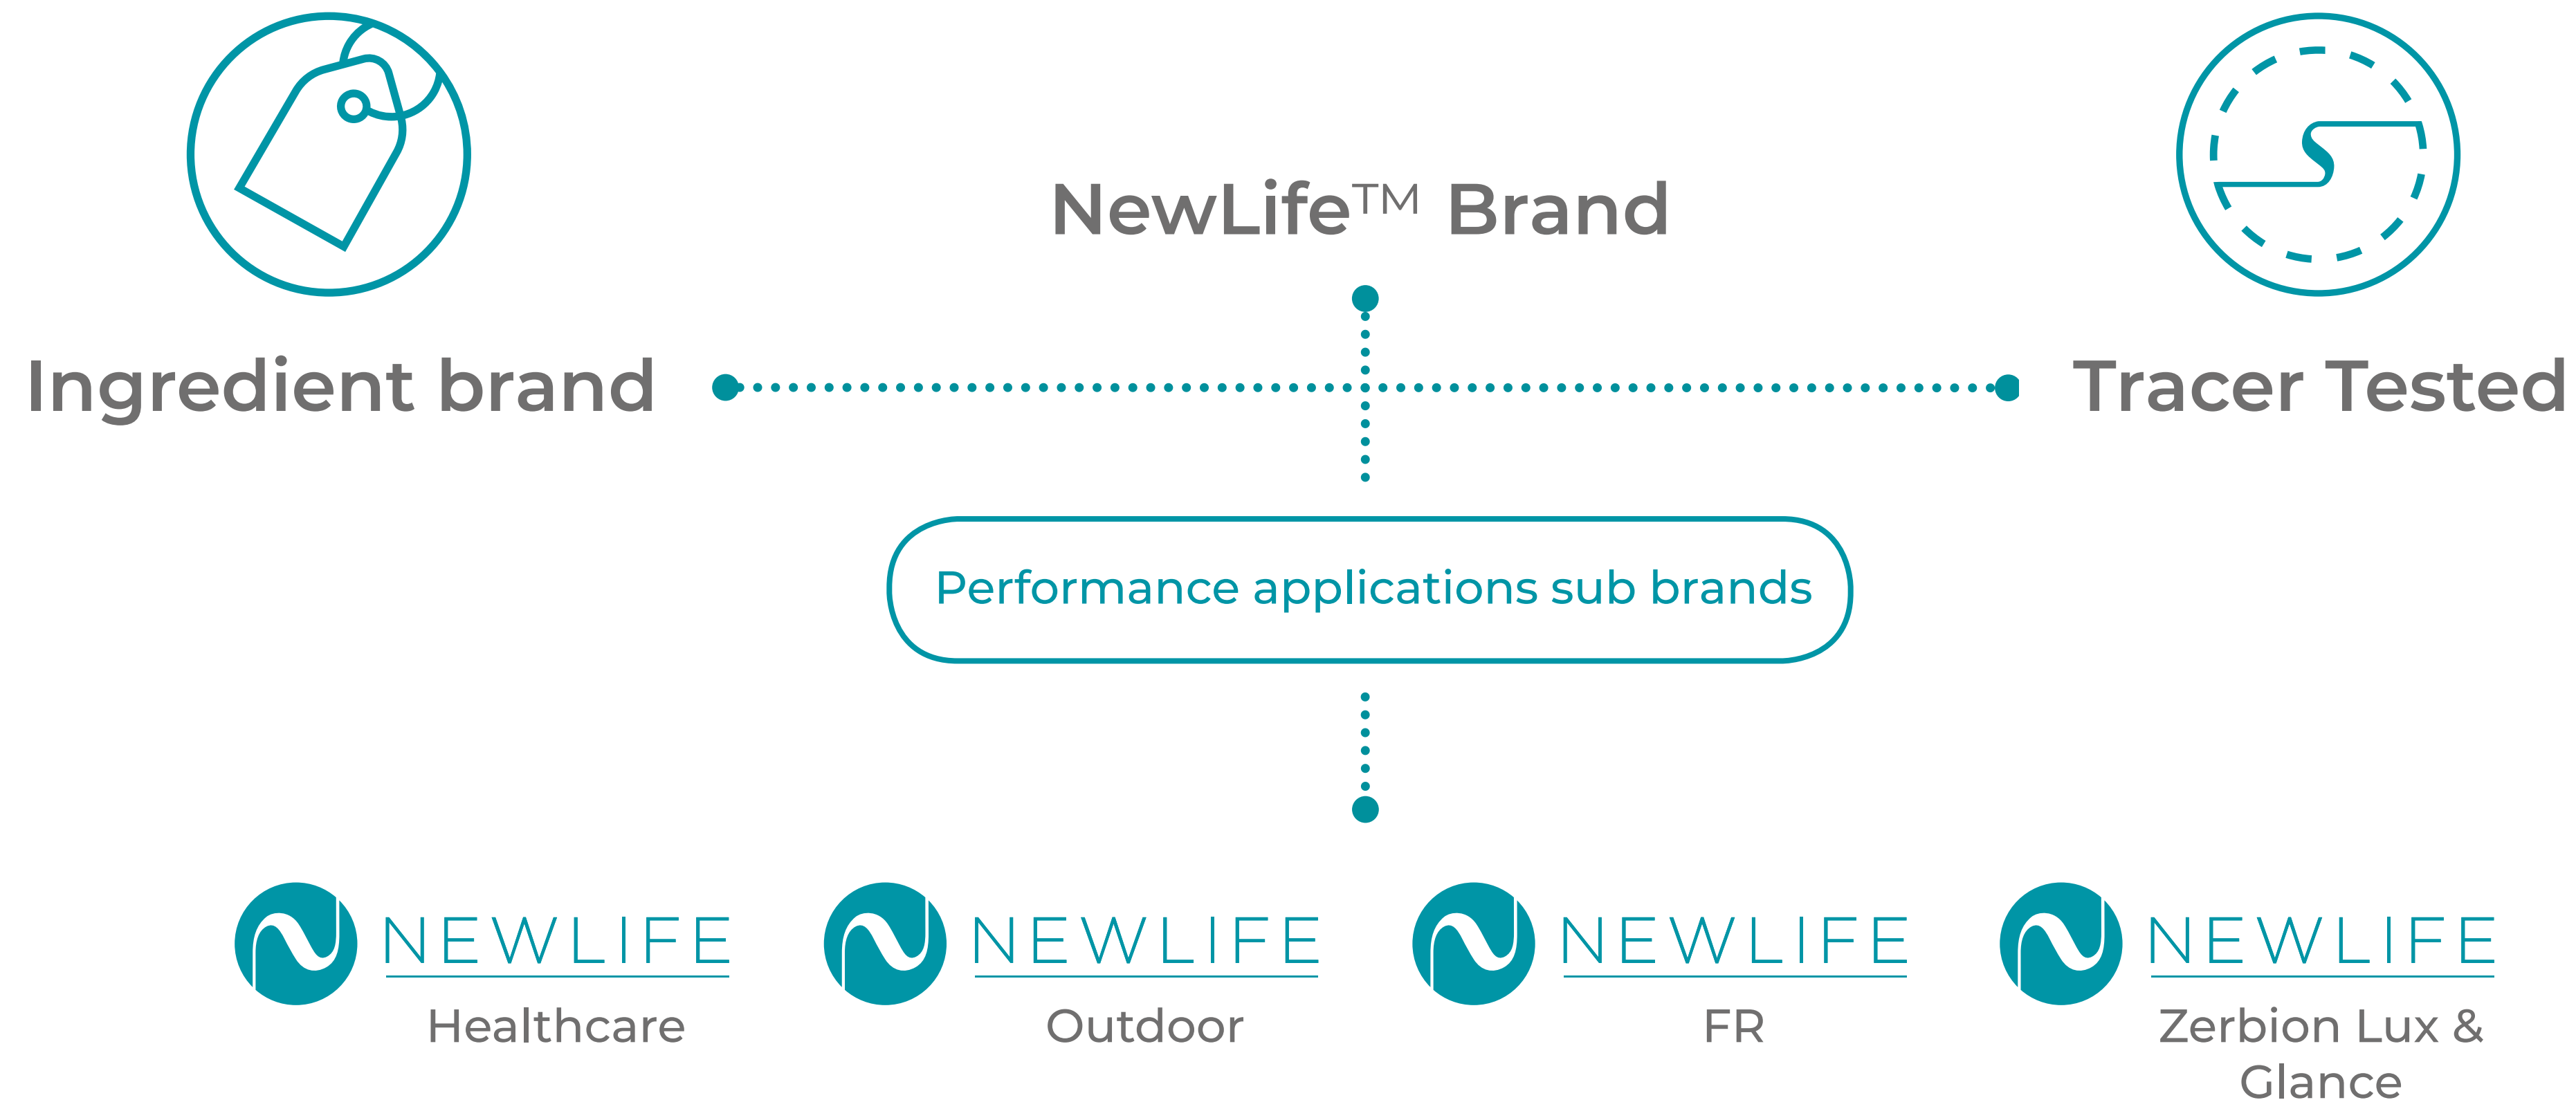 NewLife™ Brand
Ingredient brand
Tracer Tested
Performance applications sub brands
NEWLIFE
Healthcare
NEWLIFE
Outdoor
NEWLIFE
FR
NEWLIFE
Zerbion Lux &
Glance